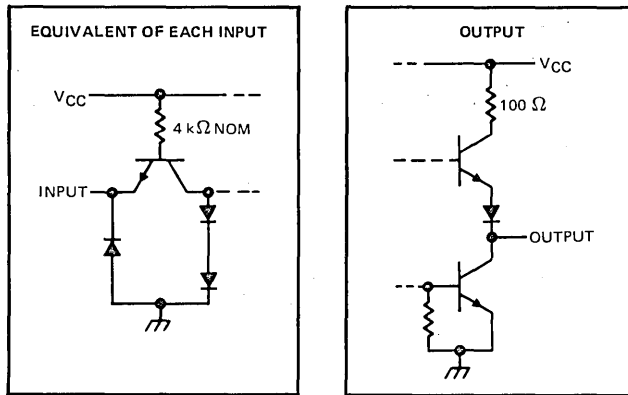 EQUIVALENT OF EACH INPUT
VCC
4 kΩ NOM
INPUT
OUTPUT
VCC
100 Ω
OUTPUT